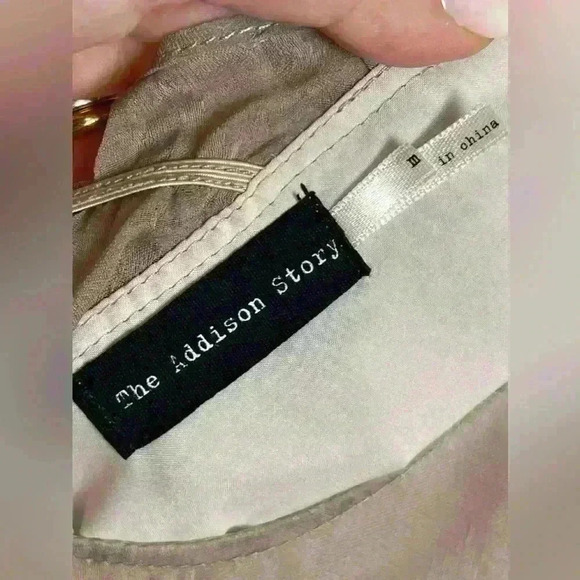 The Addison Story
M
in china